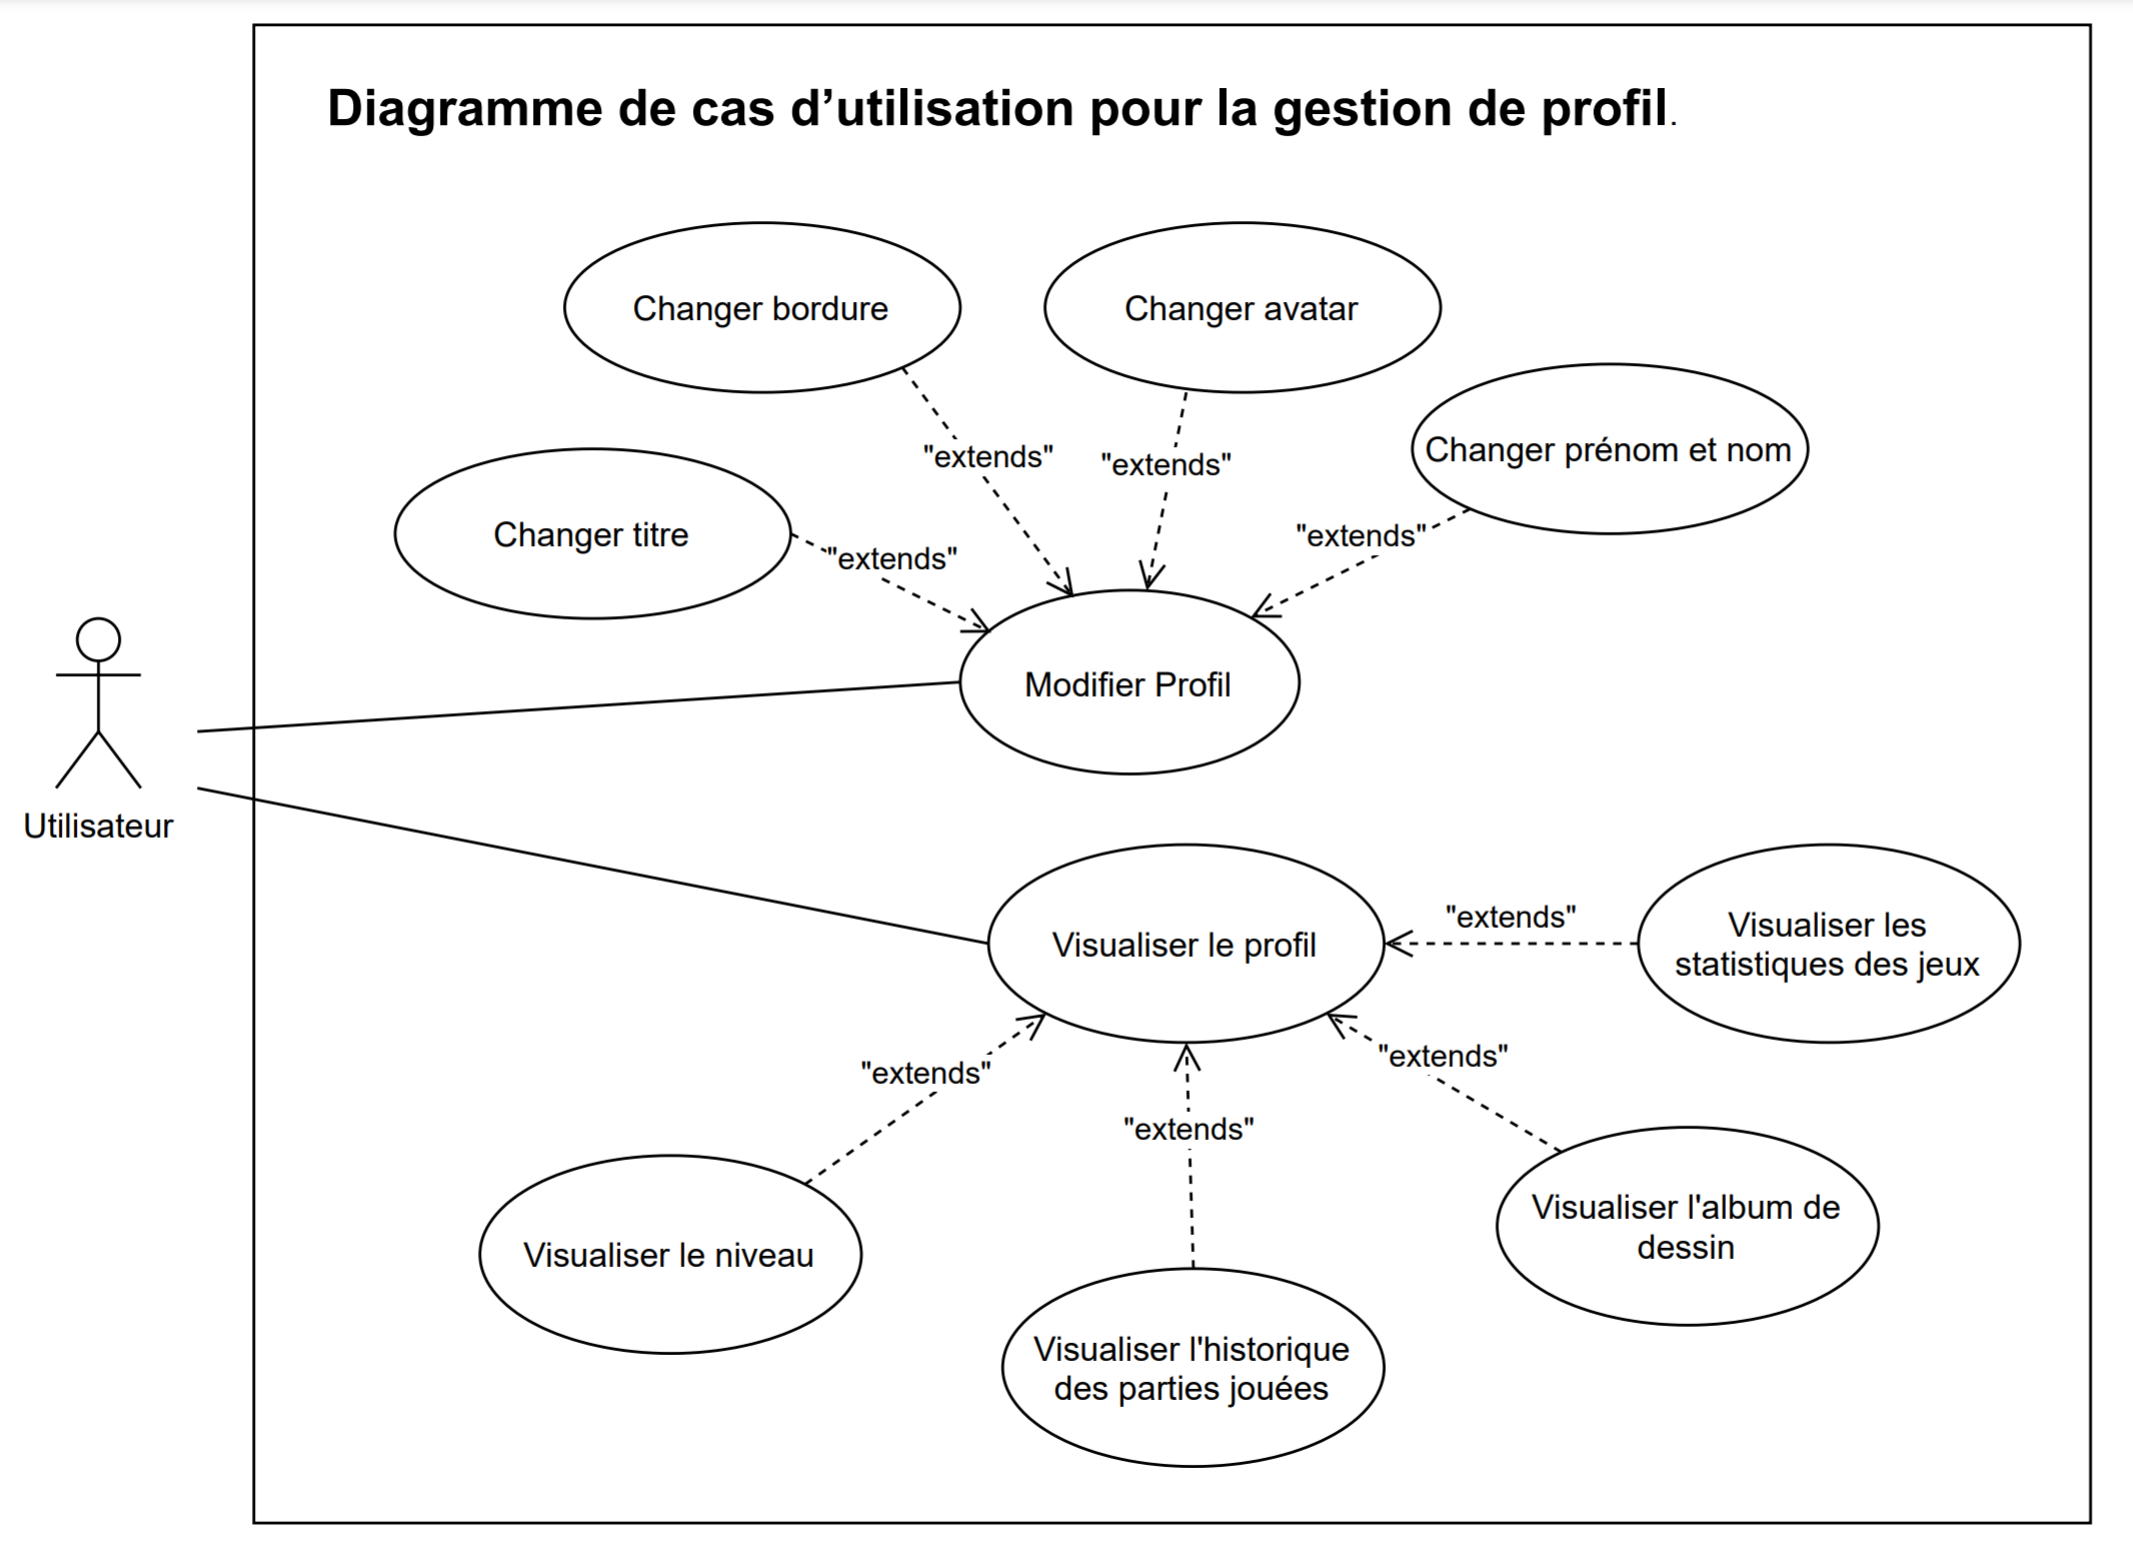 Diagramme de cas d’utilisation pour la gestion de profil.
Changer bordure
Changer avatar
Changer prénom et nom
"extends"
"extends"
"extends"
Changer titre
"extends"
Modifier Profil
Utilisateur
Visualiser le profil
"extends"
Visualiser les
statistiques des jeux
"extends"
"extends"
"extends"
Visualiser l'album de
dessin
Visualiser le niveau
Visualiser l'historique
des parties jouées